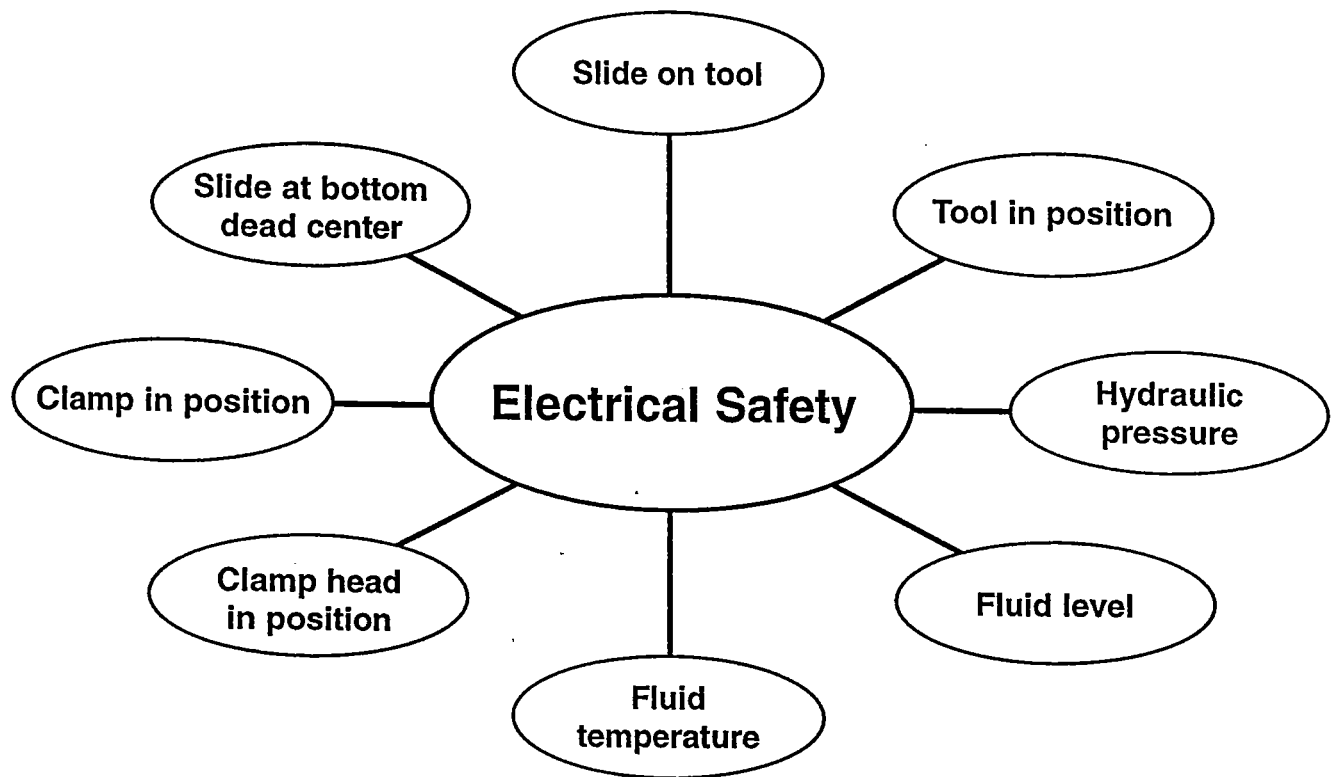 Slide on tool
Slide at bottom
dead center
Tool in position
Clamp in position
Electrical Safety
Hydraulic
pressure
Clamp head
in position
Fluid level
Fluid
temperature